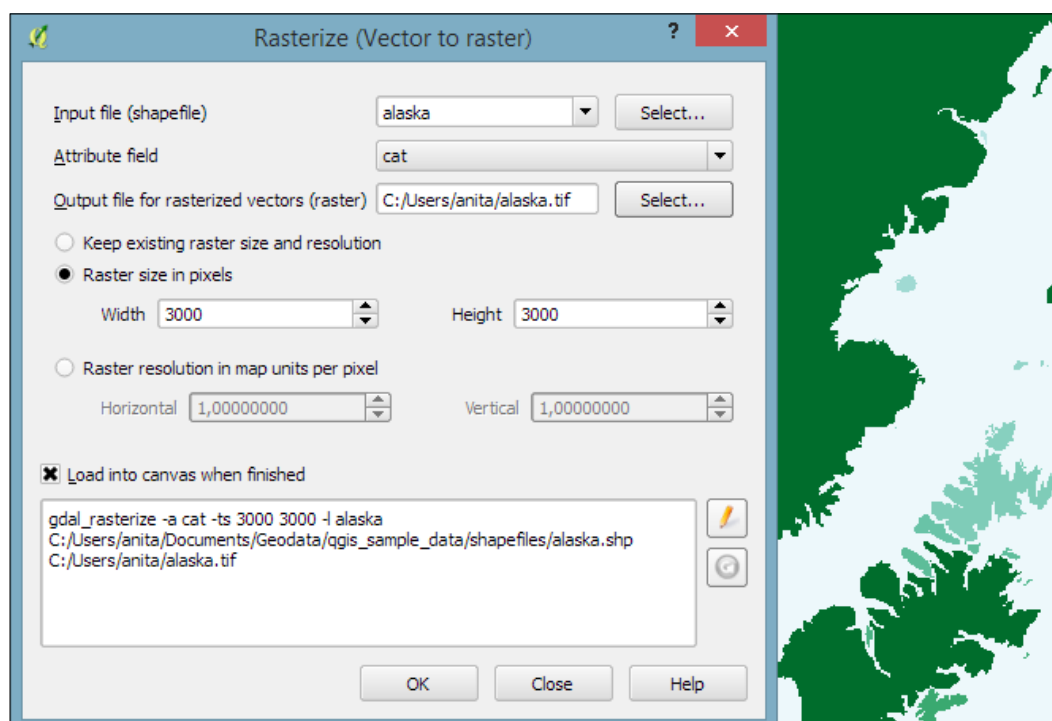 Rasterize (Vector to raster)
?
Input file (shapefile)
alaska
Select...
Attribute field
cat
Output file for rasterized vectors (raster)
C:/Users/anita/alaska.tif
Select...
Keep existing raster size and resolution
Raster size in pixels
Width
3000
Height
3000
Raster resolution in map units per pixel
Horizontal
1,00000000
Vertical
1,00000000
Load into canvas when finished
gdal_rasterize -a cat -ts 3000 3000 -l alaska
C:/Users/anita/Documents/Geodata/qgis_sample_data/shapefiles/alaska.shp
C:/Users/anita/alaska.tif
OK
Close
Help